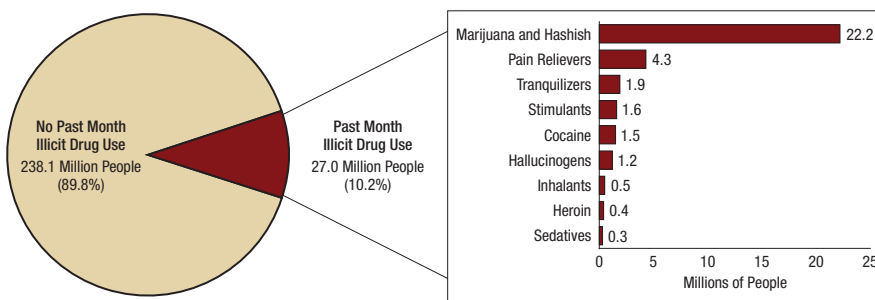 No Past Month
Illicit Drug Use
238.1 Million People
(89.8%)
Past Month
Illicit Drug Use
27.0 Million People
(10.2%)
Marijuana and Hashish 22.2
Pain Relievers 4.3
Tranquilizers 1.9
Stimulants 1.6
Cocaine 1.5
Hallucinogens 1.2
Inhalants 0.5
Heroin 0.4
Sedatives 0.3
0 5 10 15 20 25
Millions of People